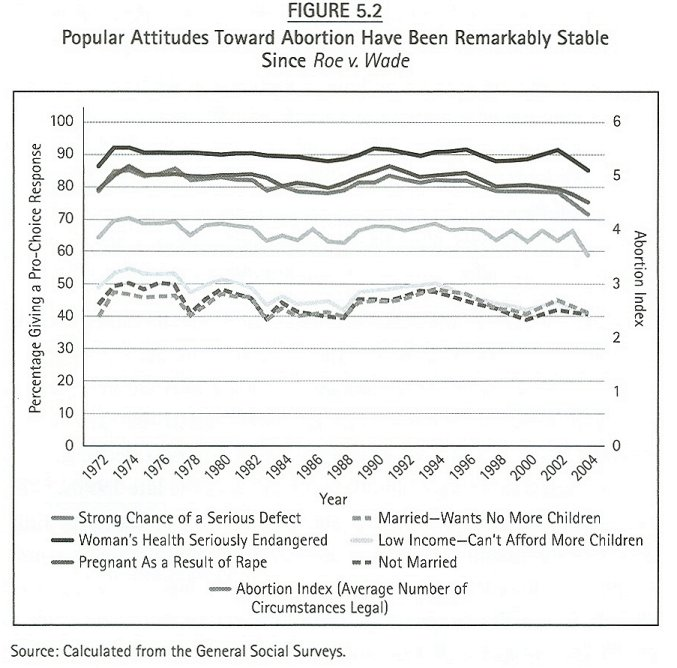 FIGURE 5.2
Popular Attitudes Toward Abortion Have Been Remarkably Stable
Since Roe v. Wade
Percentage Giving a Pro-Choice Response
100
90
80
70
60
50
40
30
20
10
0
6
5
4
3
2
1
0
Abortion Index
1972 1974 1976 1978 1980 1982 1984 1986 1988 1990 1992 1994 1996 1998 2000 2002 2004
Year
Strong Chance of a Serious Defect
Married—Wants No More Children
Woman's Health Seriously Endangered
Low Income—Can't Afford More Children
Pregnant As a Result of Rape
Not Married
Abortion Index (Average Number of
Circumstances Legal)
Source: Calculated from the General Social Surveys.